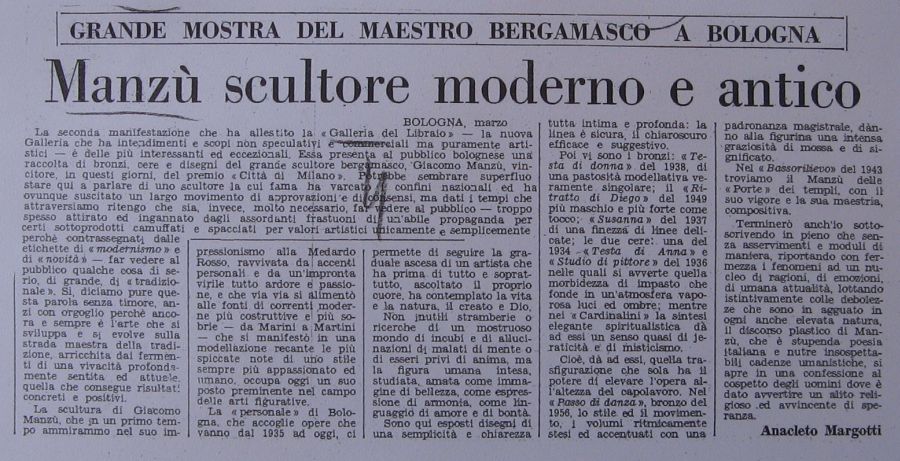 GRANDE MOSTRA DEL MAESTRO BERGAMASCO A BOLOGNA
Manzù scultore moderno e antico
BOLOGNA, marzo
La seconda manifestazione che ha allestito la «Galleria del Libraio» — la nuova
Galleria che ha intendimenti e scopi non speculativi e commerciali ma puramente arti-
stici — è delle più interessanti ed eccezionali. Essa presenta al pubblico bolognese una
raccolta di bronzi, cere e disegni del grande scultore bergamasco, Giacomo Manzù, vin-
citore, in questi giorni, del premio «Città di Milano». Potrebbe sembrare superfluo
stare qui a parlare di uno scultore la cui fama ha varcato i confini nazionali ed ha
ovunque suscitato un largo movimento di approvazioni e di consensi, ma dati i tempi che
attraversiamo ritengo che sia, invece, molto necessario, far vedere al pubblico — troppo
spesso attirato ed ingannato dagli assordanti frastuoni di un'abile propaganda per
certi sottoprodotti camuffati e spacciati per valori artistici unicamente e semplicemente
perchè contrassegnati dalle
etichette di «modernismo» e
di «novità» — far vedere al
pubblico qualche cosa di se-
rio, di grande, di «tradizio-
nale». Si, diciamo pure que-
sta parola senza timore, an-
zi con orgoglio perchè anco-
ra e sempre è l'arte che si
sviluppa e si evolve sulla
strada maestra della tradi-
zione, arricchita dai fermen-
ti di una vivacità profonda-
mente sentita ed attuale,
quella che consegue risultati
concreti e positivi.
La scultura di Giacomo
Manzù, che in un primo tem-
po ammirammo nel suo im-
pressionismo alla Medardo
Rosso, ravvivata da accenti
personali e da un'impronta
virile tutto ardore e passio-
ne, e che via via si alimentò
alle fonti di correnti moder-
ne più costruttive e più so-
brie — da Marini a Martini
— che si manifestò in una
modellazione recante le più
spiccate note di uno stile
sempre più appassionato ed
umano, occupa oggi un suo
posto preminente nel campo
delle arti figurative.
La «personale» di Bolo-
gna, che accoglie opere che
vanno dal 1935 ad oggi, ci
permette di seguire la gra-
duale ascesa di un artista che
ha prima di tutto e soprat-
tutto, ascoltato il proprio
cuore, ha contemplato la vita
e la natura, il creato e Dio.
Non inutili stramberie o
ricerche di un mostruoso
mondo di incubi e di alluci-
nazioni di malati di mente o
di esseri privi di anima, ma
la figura umana intesa,
studiata, amata come imma-
gine di bellezza, come espres-
sione di armonia, come lin-
guaggio di amore e di bontà.
Sono qui esposti disegni di
una semplicità e chiarezza
tutta intima e profonda: la
linea è sicura, il chiaroscuro
efficace e suggestivo.
Poi vi sono i bronzi: «Te-
sta di donna» del 1938, di
una pastosità modellativa ve-
ramente singolare; il «Ri-
tratto di Diego» del 1949
più maschio e più forte come
tocco; «Susanna» del 1937
di una finezza di linee deli-
cate; le due cere: una del
1934 «Testa di Anna» e
«Studio di pittore» del 1936
nelle quali si avverte quella
morbidezza di impasto che
fonde in un'atmosfera vapo-
rosa luci ed ombre; mentre
nei «Cardinalini» la sintesi
elegante spiritualistica dà
ad essi un senso quasi di je-
raticità e di misticismo.
Cioè, dà ad essi, quella tra-
sfigurazione che sola ha il
potere di elevare l'opera al-
l'altezza del capolavoro. Nel
«Passo di danza», bronzo del
1956, lo stile ed il movimen-
to, i volumi ritmicamente
stesi ed accentuati con una
padronanza magistrale, dàn-
no alla figurina una intensa
graziosità di mossa e di si-
gnificato.
Nel «Bassorilievo» del 1943
troviamo il Manzù delle
«Porte» dei templi, con il
suo vigore e la sua maestria,
compositiva.
Terminerò anch'io sotto-
scrivendo in pieno che sen-
za asservimenti e moduli di
maniera, riportando con fer-
mezza i fenomeni ad un nu-
cleo di ragioni, di emozioni,
di umana attualità, lottando
istintivamente colle debolez-
ze che sono in agguato in
ogni anche elevata natura,
il discorso plastico di Man-
zù, che è stupenda poesia
italiana e nutre insospetta-
bili cadenze umanistiche, si
apre in una confessione al
cospetto degli uomini dove è
dato avvertire un alito reli-
gioso ed avvincente di spe-
ranza.
Anacleto Margotti